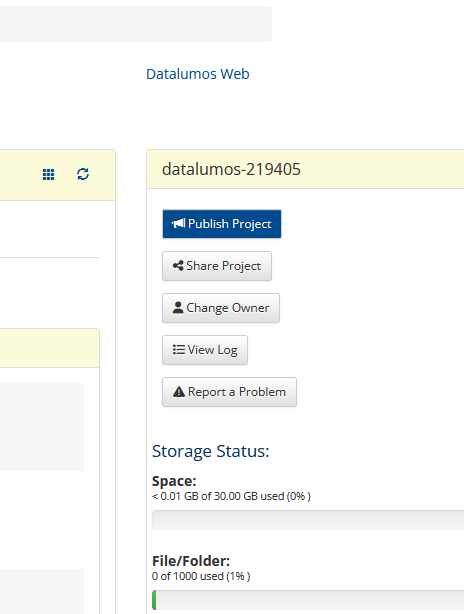 Datalumos Web
datalumos-219405
Publish Project
Share Project
Change Owner
View Log
Report a Problem
Storage Status:
Space:
< 0.01 GB of 30.00 GB used (0% )
File/Folder:
0 of 1000 used (1% )